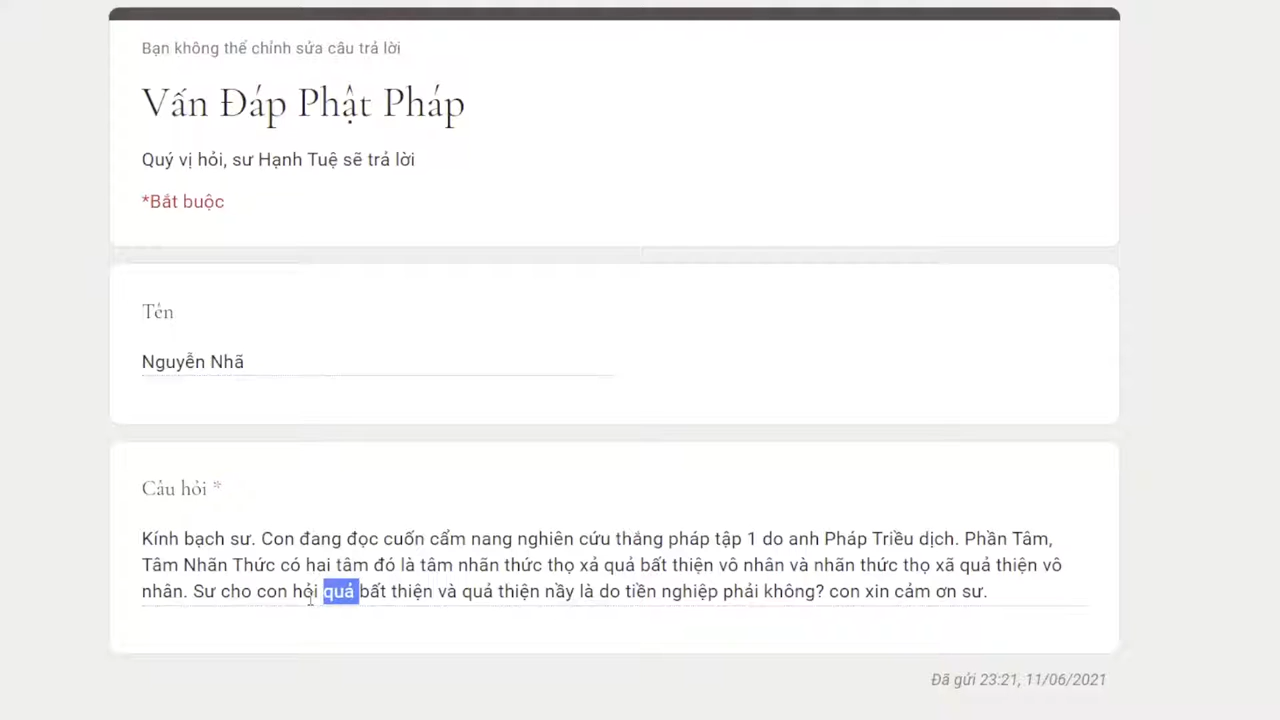 Bạn không thể chỉnh sửa câu trả lời
Vấn Đáp Phật Pháp
Quý vị hỏi, sư Hạnh Tuệ sẽ trả lời
*Bắt buộc
Tên
Nguyễn Nhã
Câu hỏi *
Kính bạch sư. Con đang đọc cuốn cẩm nang nghiên cứu thắng pháp tập 1 do anh Pháp Triều dịch. Phần Tâm,
Tâm Nhãn Thức có hai tâm đó là tâm nhãn thức thọ xả quả bất thiện vô nhân và nhãn thức thọ xã quả thiện vô
nhân. Sư cho con hỏi quả bất thiện và quả thiện nầy là do tiền nghiệp phải không? con xin cảm ơn sư.
Đã gửi 23:21, 11/06/2021